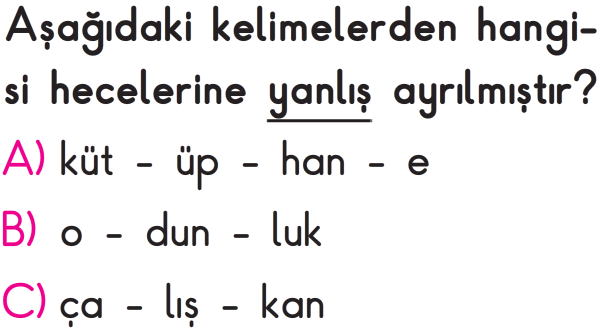 Aşağıdaki kelimelerden hangi-
si hecelerine yanlış ayrılmıştır?
A) küt - üp - han - e
B) o - dun - luk
C) ça - lış - kan